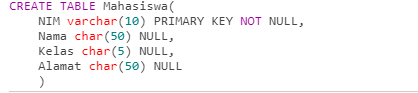 CREATE TABLE Mahasiswa(
NIM varchar(10) PRIMARY KEY NOT NULL,
Nama char(50) NULL,
Kelas char(5) NULL,
Alamat char(50) NULL
)